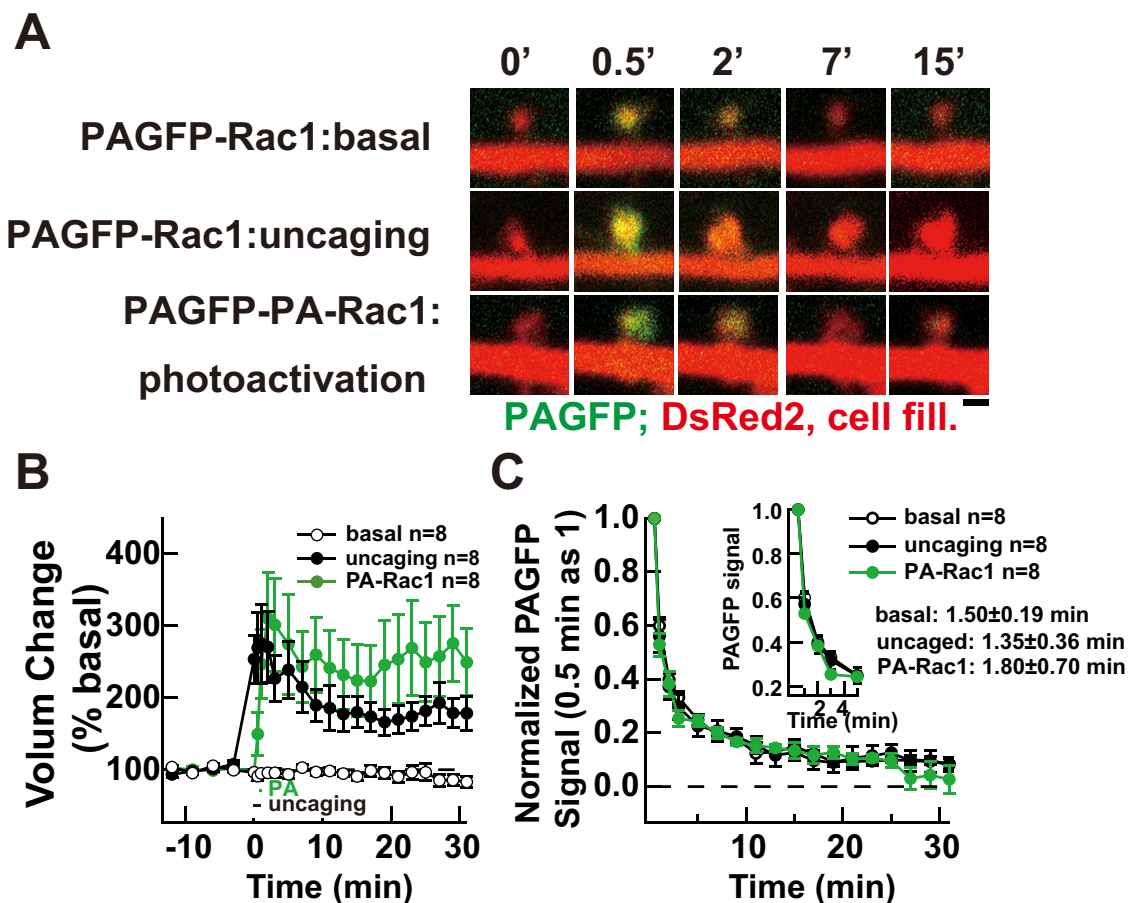 A
0’ 0.5’ 2’ 7’ 15’
PAGFP-Rac1:basal
PAGFP-Rac1:uncaging
PAGFP-PA-Rac1:
photoactivation
PAGFP; DsRed2, cell fill.
B
Volum Change
(% basal)
400
300
200
100
basal n=8
uncaging n=8
PA-Rac1 n=8
PA
uncaging
-10 0 10 20 30
Time (min)
C
Normalized PAGFP
Signal (0.5 min as 1)
1.0
0.8
0.6
0.4
0.2
0.0
PAGFP signal
1.0
0.8
0.6
0.4
0.2
2 4
Time (min)
basal n=8
uncaging n=8
PA-Rac1 n=8
basal: 1.50±0.19 min
uncaged: 1.35±0.36 min
PA-Rac1: 1.80±0.70 min
10 20 30
Time (min)